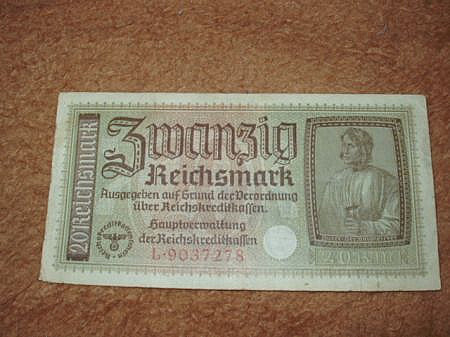 20 Reichsmark
Zwanzig
Reichsmark
Ausgegeben auf Grund der Verordnung
über Reichskreditkassen.
Hauptverwaltung
der Reichskreditkassen
L·9037278